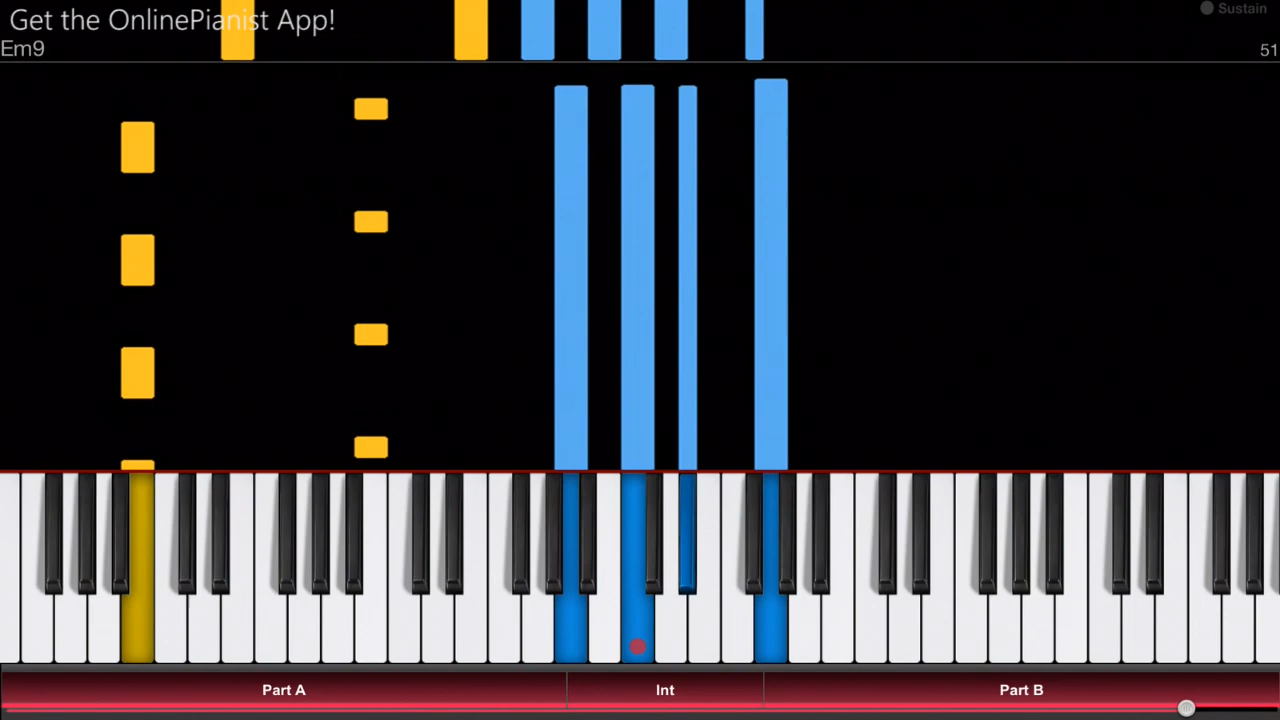 Get the OnlinePianist App!
Sustain
Em9
51
Part A
Int
Part B